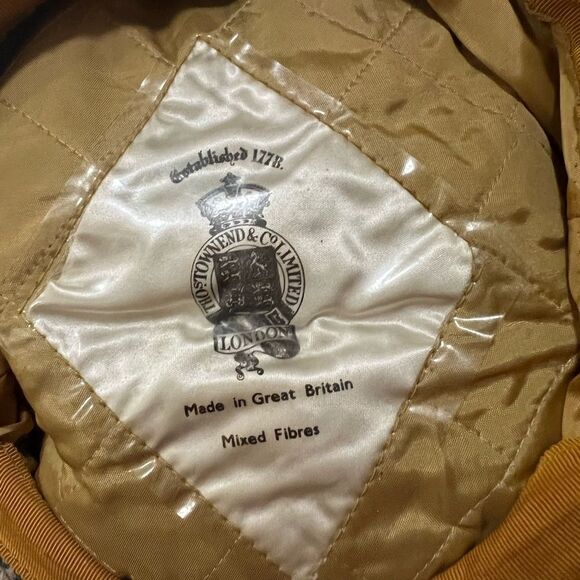 Established 1778.
THOS TOWNEND & Co LIMITED
LONDON
Made in Great Britain
Mixed Fibres